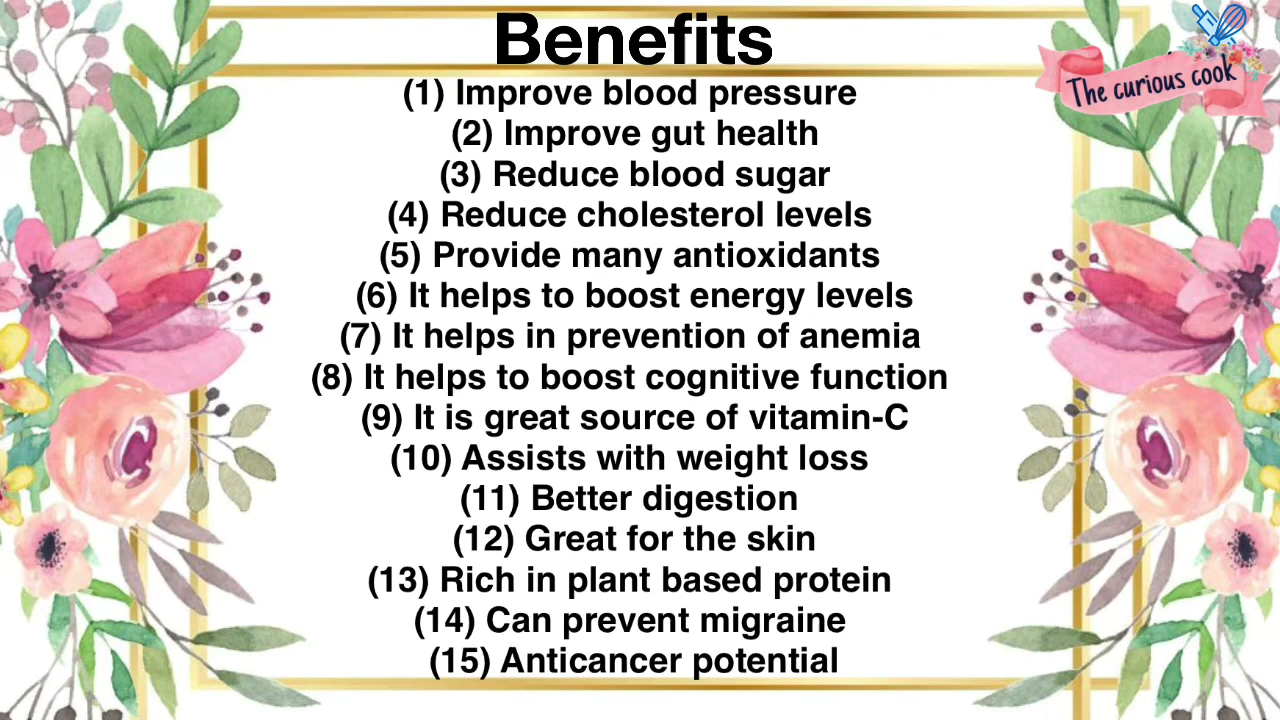 Benefits
The curious cook
(1) Improve blood pressure
(2) Improve gut health
(3) Reduce blood sugar
(4) Reduce cholesterol levels
(5) Provide many antioxidants
(6) It helps to boost energy levels
(7) It helps in prevention of anemia
(8) It helps to boost cognitive function
(9) It is great source of vitamin-C
(10) Assists with weight loss
(11) Better digestion
(12) Great for the skin
(13) Rich in plant based protein
(14) Can prevent migraine
(15) Anticancer potential